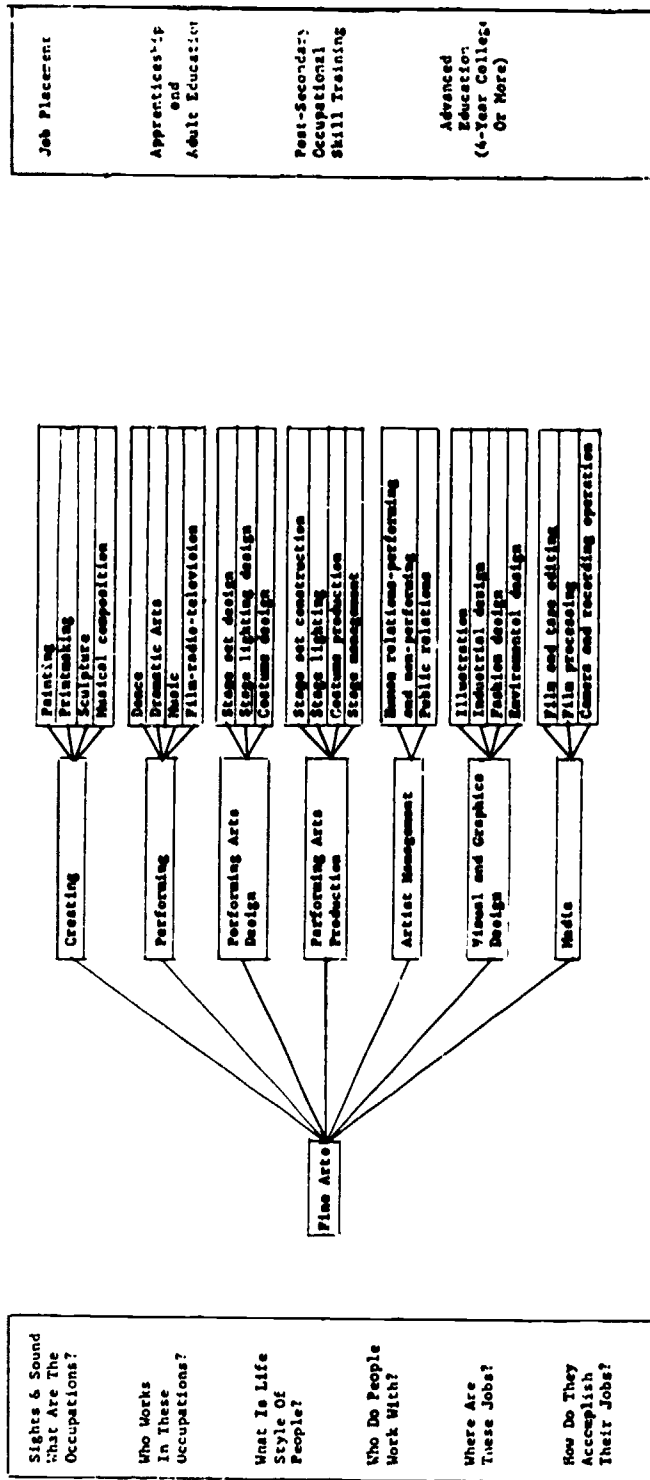 Sights & Sound
What Are The
Occupations?
Who Works
In These
Occupations?
What Is Life
Style Of
People?
Who Do People
Work With?
Where Are
These Jobs?
How Do They
Accomplish
Their Jobs?
Fine Arts
Creating
Performing
Performing Arts
Design
Performing Arts
Production
Artist Management
Visual and Graphics
Design
Media
Painting
Printmaking
Sculpture
Musical composition
Dance
Dramatic Arts
Music
Film-radio-television
Stage set design
Stage lighting design
Costume design
Stage set construction
Stage lighting
Costume production
Stage management
Human relations-performing
and non-performing
Public relations
Illustration
Industrial design
Fashion design
Enviromental design
Film and tape editing
Film processing
Camera and recording operation
Job Placement
Apprenticeship
and
Adult Education
Post-Secondary
Occupational
Skill Training
Advanced
Education
(4-Year College
Or More)